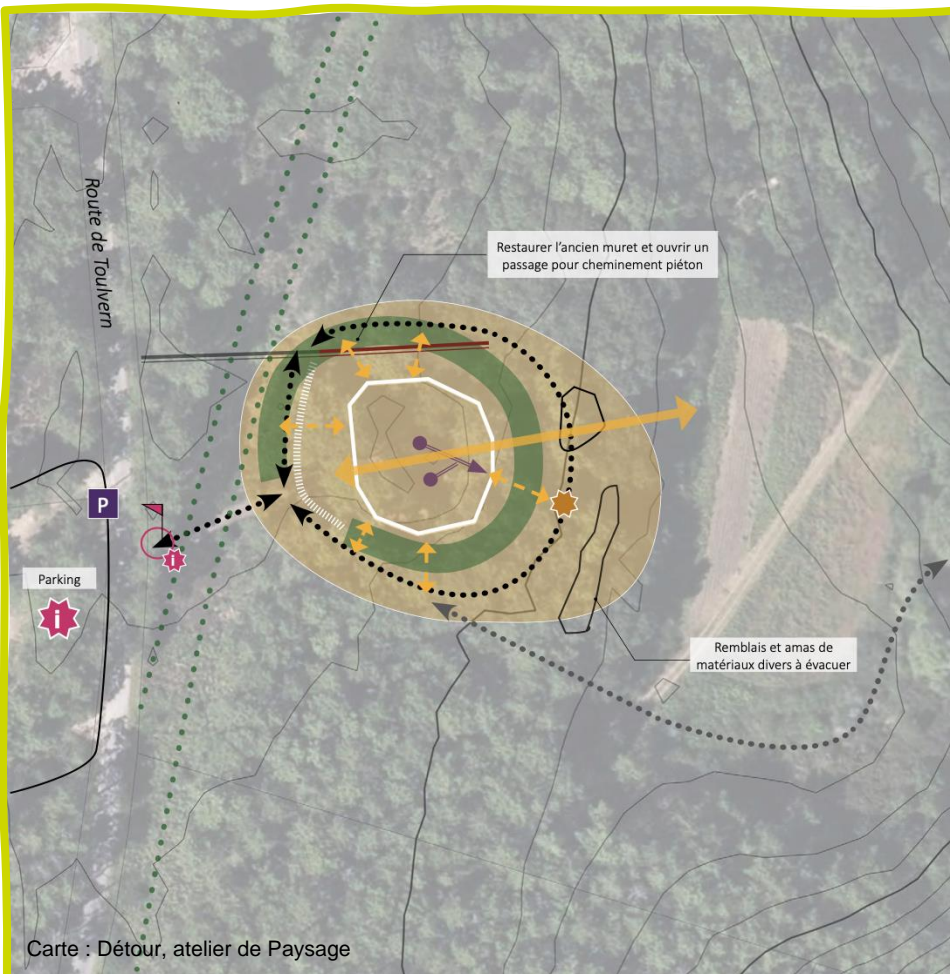 Route de Toulvern
Restaurer l'ancien muret et ouvrir un
passage pour cheminement piéton
P
i
Parking
i
Remblais et amas de
matériaux divers à évacuer
Carte : Détour, atelier de Paysage